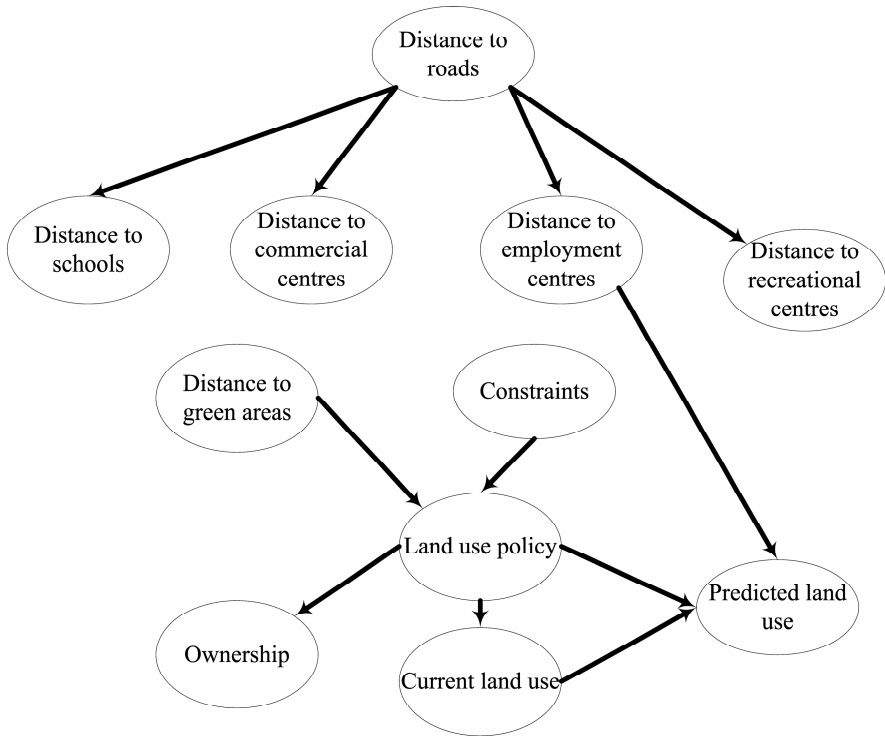 Distance to
roads
Distance to
schools
Distance to
commercial
centres
Distance to
employment
centres
Distance to
recreational
centres
Distance to
green areas
Constraints
Land use policy
Predicted land
use
Ownership
Current land use